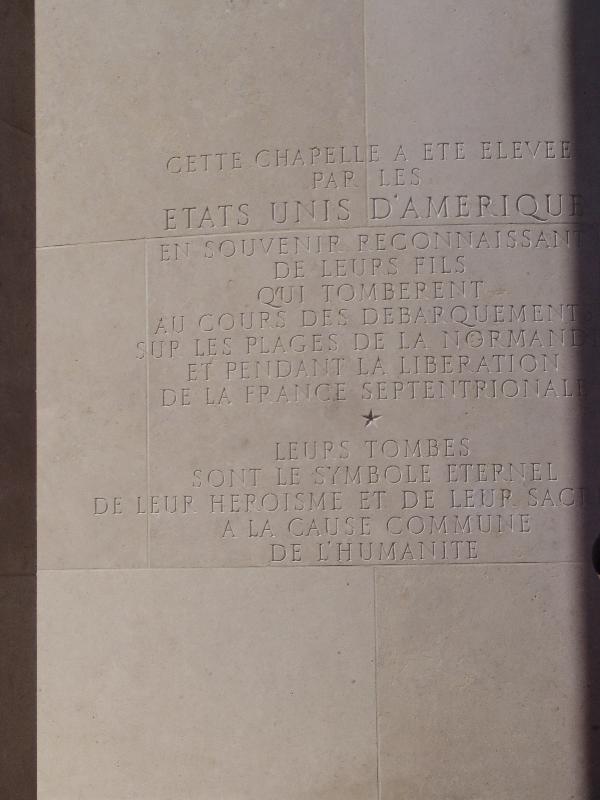 CETTE CHAPELLE A ETE ELEVEE
PAR LES
ETATS UNIS D'AMERIQUE
EN SOUVENIR RECONNAISSANT
DE LEURS FILS
QUI TOMBERENT
AU COURS DES DEBARQUEMENTS
SUR LES PLAGES DE LA
ET PENDANT LA LIBERATION
DE LA FRANCE SEPTENTRIONALE
LEURS TOMBES
SONT LE SYMBOLE ETERNEL
DE LEUR HEROISME ET DE LEUR
A LA CAUSE COMMUNE
DE L'HUMANITE